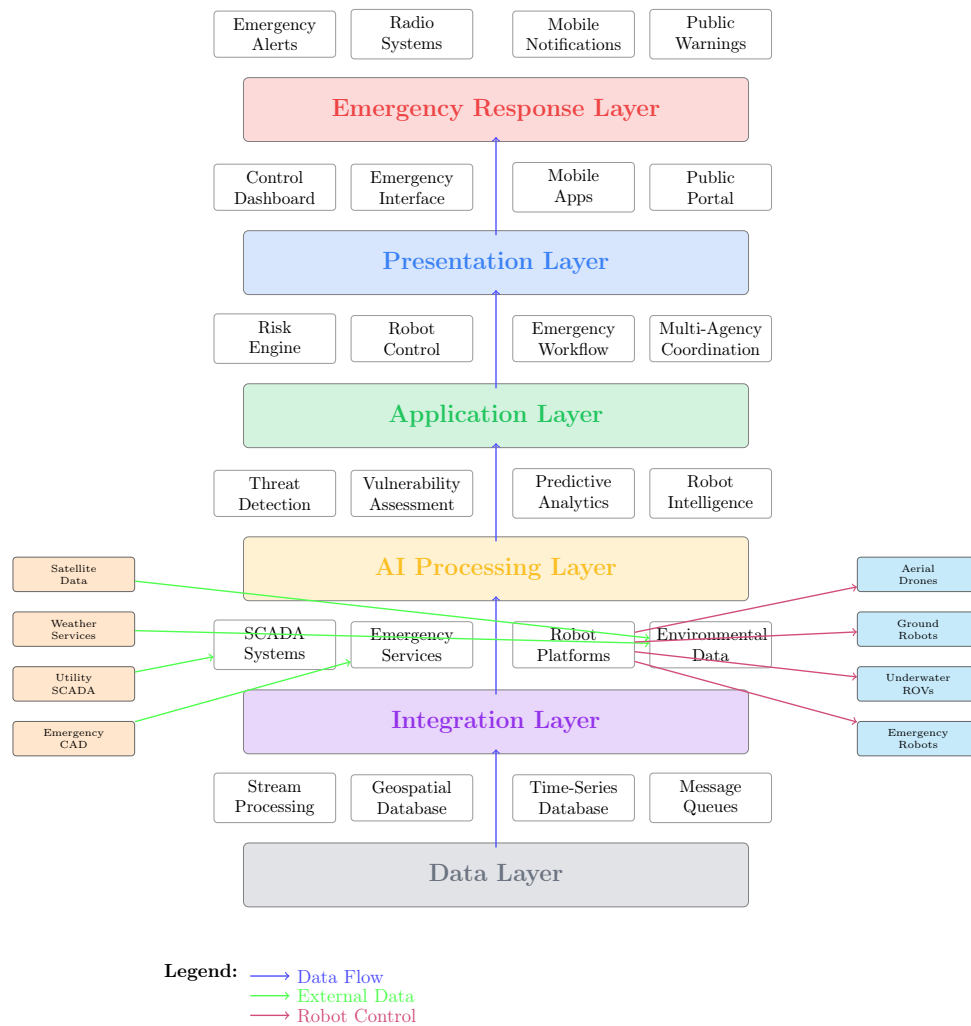 Emergency
Alerts
Radio
Systems
Mobile
Notifications
Public
Warnings
Emergency Response Layer
Control
Dashboard
Emergency
Interface
Mobile
Apps
Public
Portal
Presentation Layer
Risk
Engine
Robot
Control
Emergency
Workflow
Multi-Agency
Coordination
Application Layer
Threat
Detection
Vulnerability
Assessment
Predictive
Analytics
Robot
Intelligence
AI Processing Layer
Satellite
Data
Weather
Services
Utility
SCADA
Emergency
CAD
SCADA
Systems
Emergency
Services
Robot
Platforms
Environmental
Data
Aerial
Drones
Ground
Robots
Underwater
ROVs
Emergency
Robots
Integration Layer
Stream
Processing
Geospatial
Database
Time-Series
Database
Message
Queues
Data Layer
Legend:
Data Flow
External Data
Robot Control